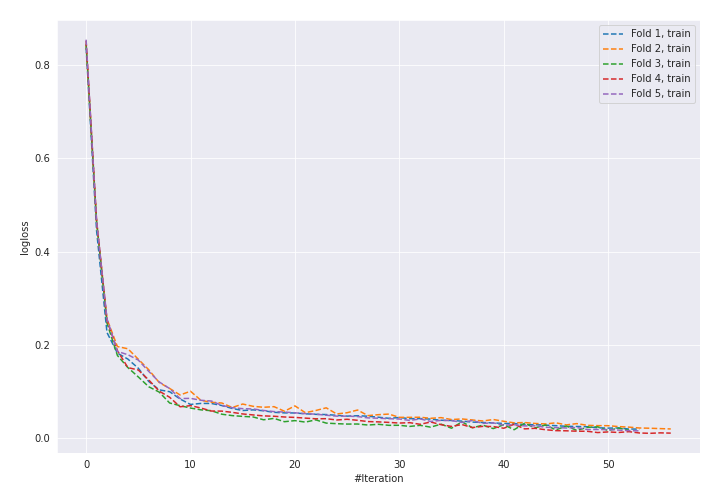 Fold 1, train
Fold 2, train
Fold 3, train
Fold 4, train
Fold 5, train
0.8
0.6
0.4
0.2
0.0
logloss
0 10 20 30 40 50
#Iteration